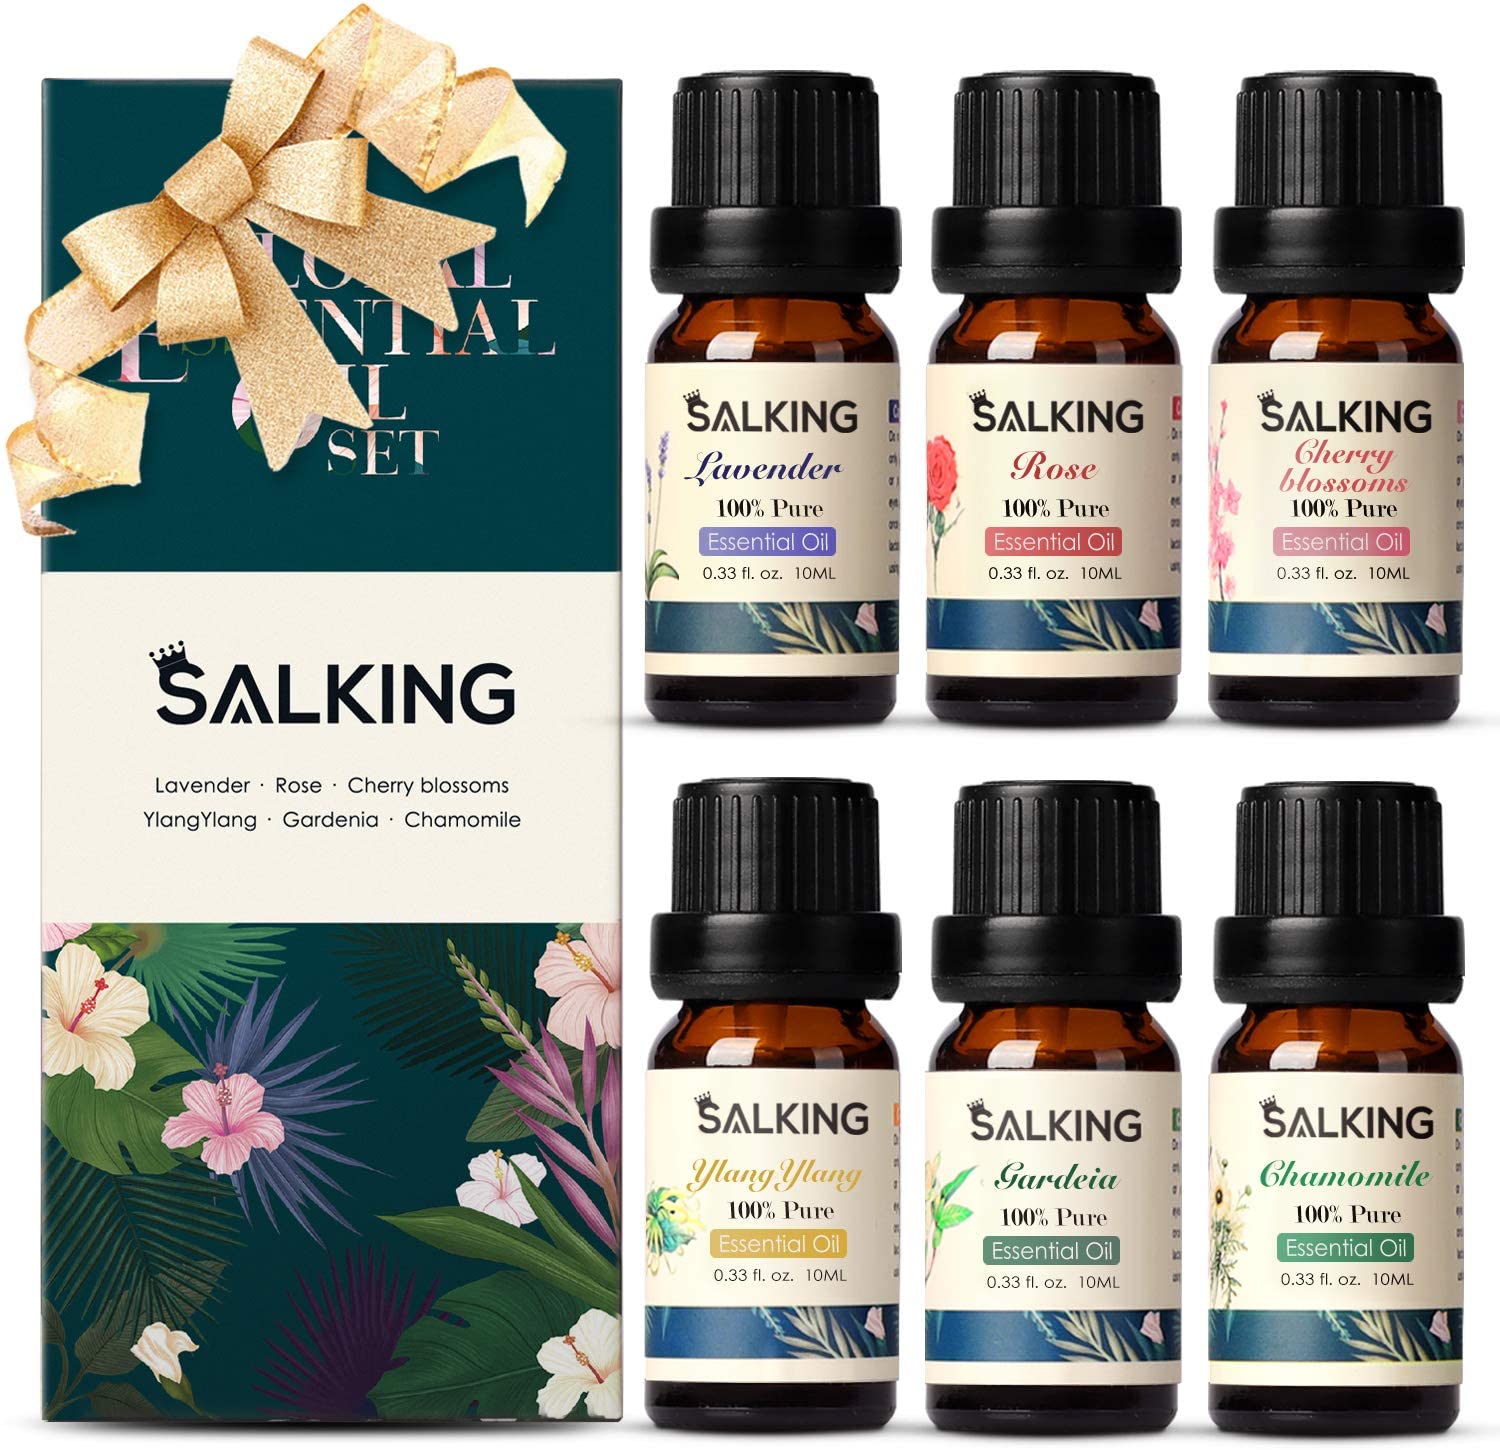 FLORAL
ESSENTIAL
OIL
SET
SALKING
Lavender · Rose · Cherry blossoms
YlangYlang · Gardenia · Chamomile
SALKING
Lavender
100% Pure
Essential Oil
0.33 fl. oz. 10ML
SALKING
Rose
100% Pure
Essential Oil
0.33 fl. oz. 10ML
SALKING
Cherry
blossoms
100% Pure
Essential Oil
0.33 fl. oz. 10ML
SALKING
YlangYlang
100% Pure
Essential Oil
0.33 fl. oz. 10ML
SALKING
Gardeia
100% Pure
Essential Oil
0.33 fl. oz. 10ML
SALKING
Chamomile
100% Pure
Essential Oil
0.33 fl. oz. 10ML